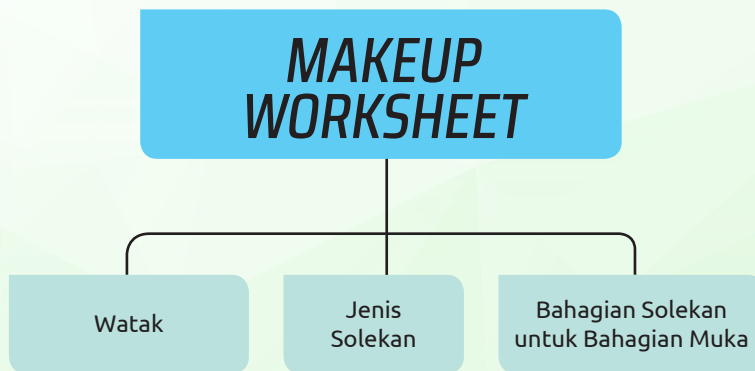 MAKEUP
WORKSHEET
Watak
Jenis
Solekan
Bahagian Solekan
untuk Bahagian Muka